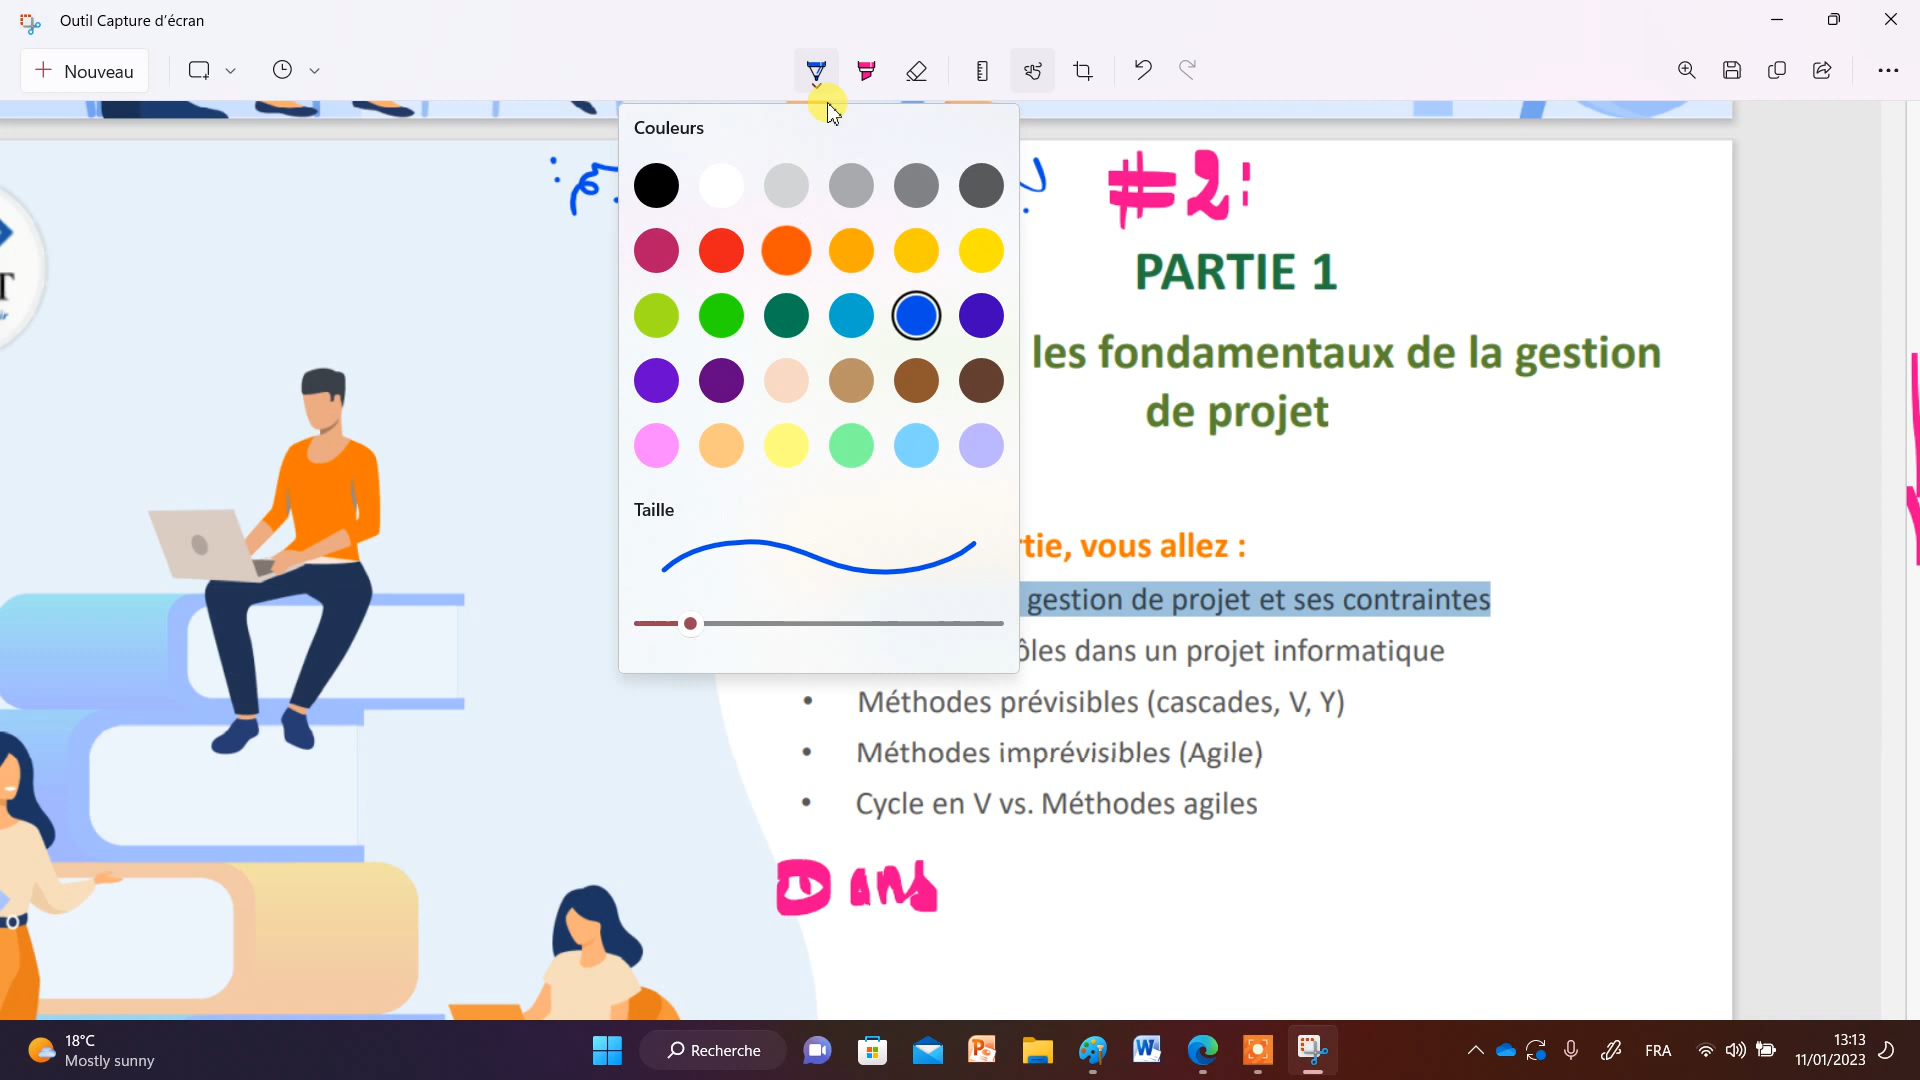 Outil Capture d'écran
Nouveau
Couleurs
Taille
#2:
PARTIE 1
les fondamentaux de la gestion
de projet
tie, vous allez :
gestion de projet et ses contraintes
ôles dans un projet informatique
• Méthodes prévisibles (cascades, V, Y)
• Méthodes imprévisibles (Agile)
• Cycle en V vs. Méthodes agiles
Dans
T
ir
18°C
Mostly sunny
Recherche
FRA
13:13
11/01/2023